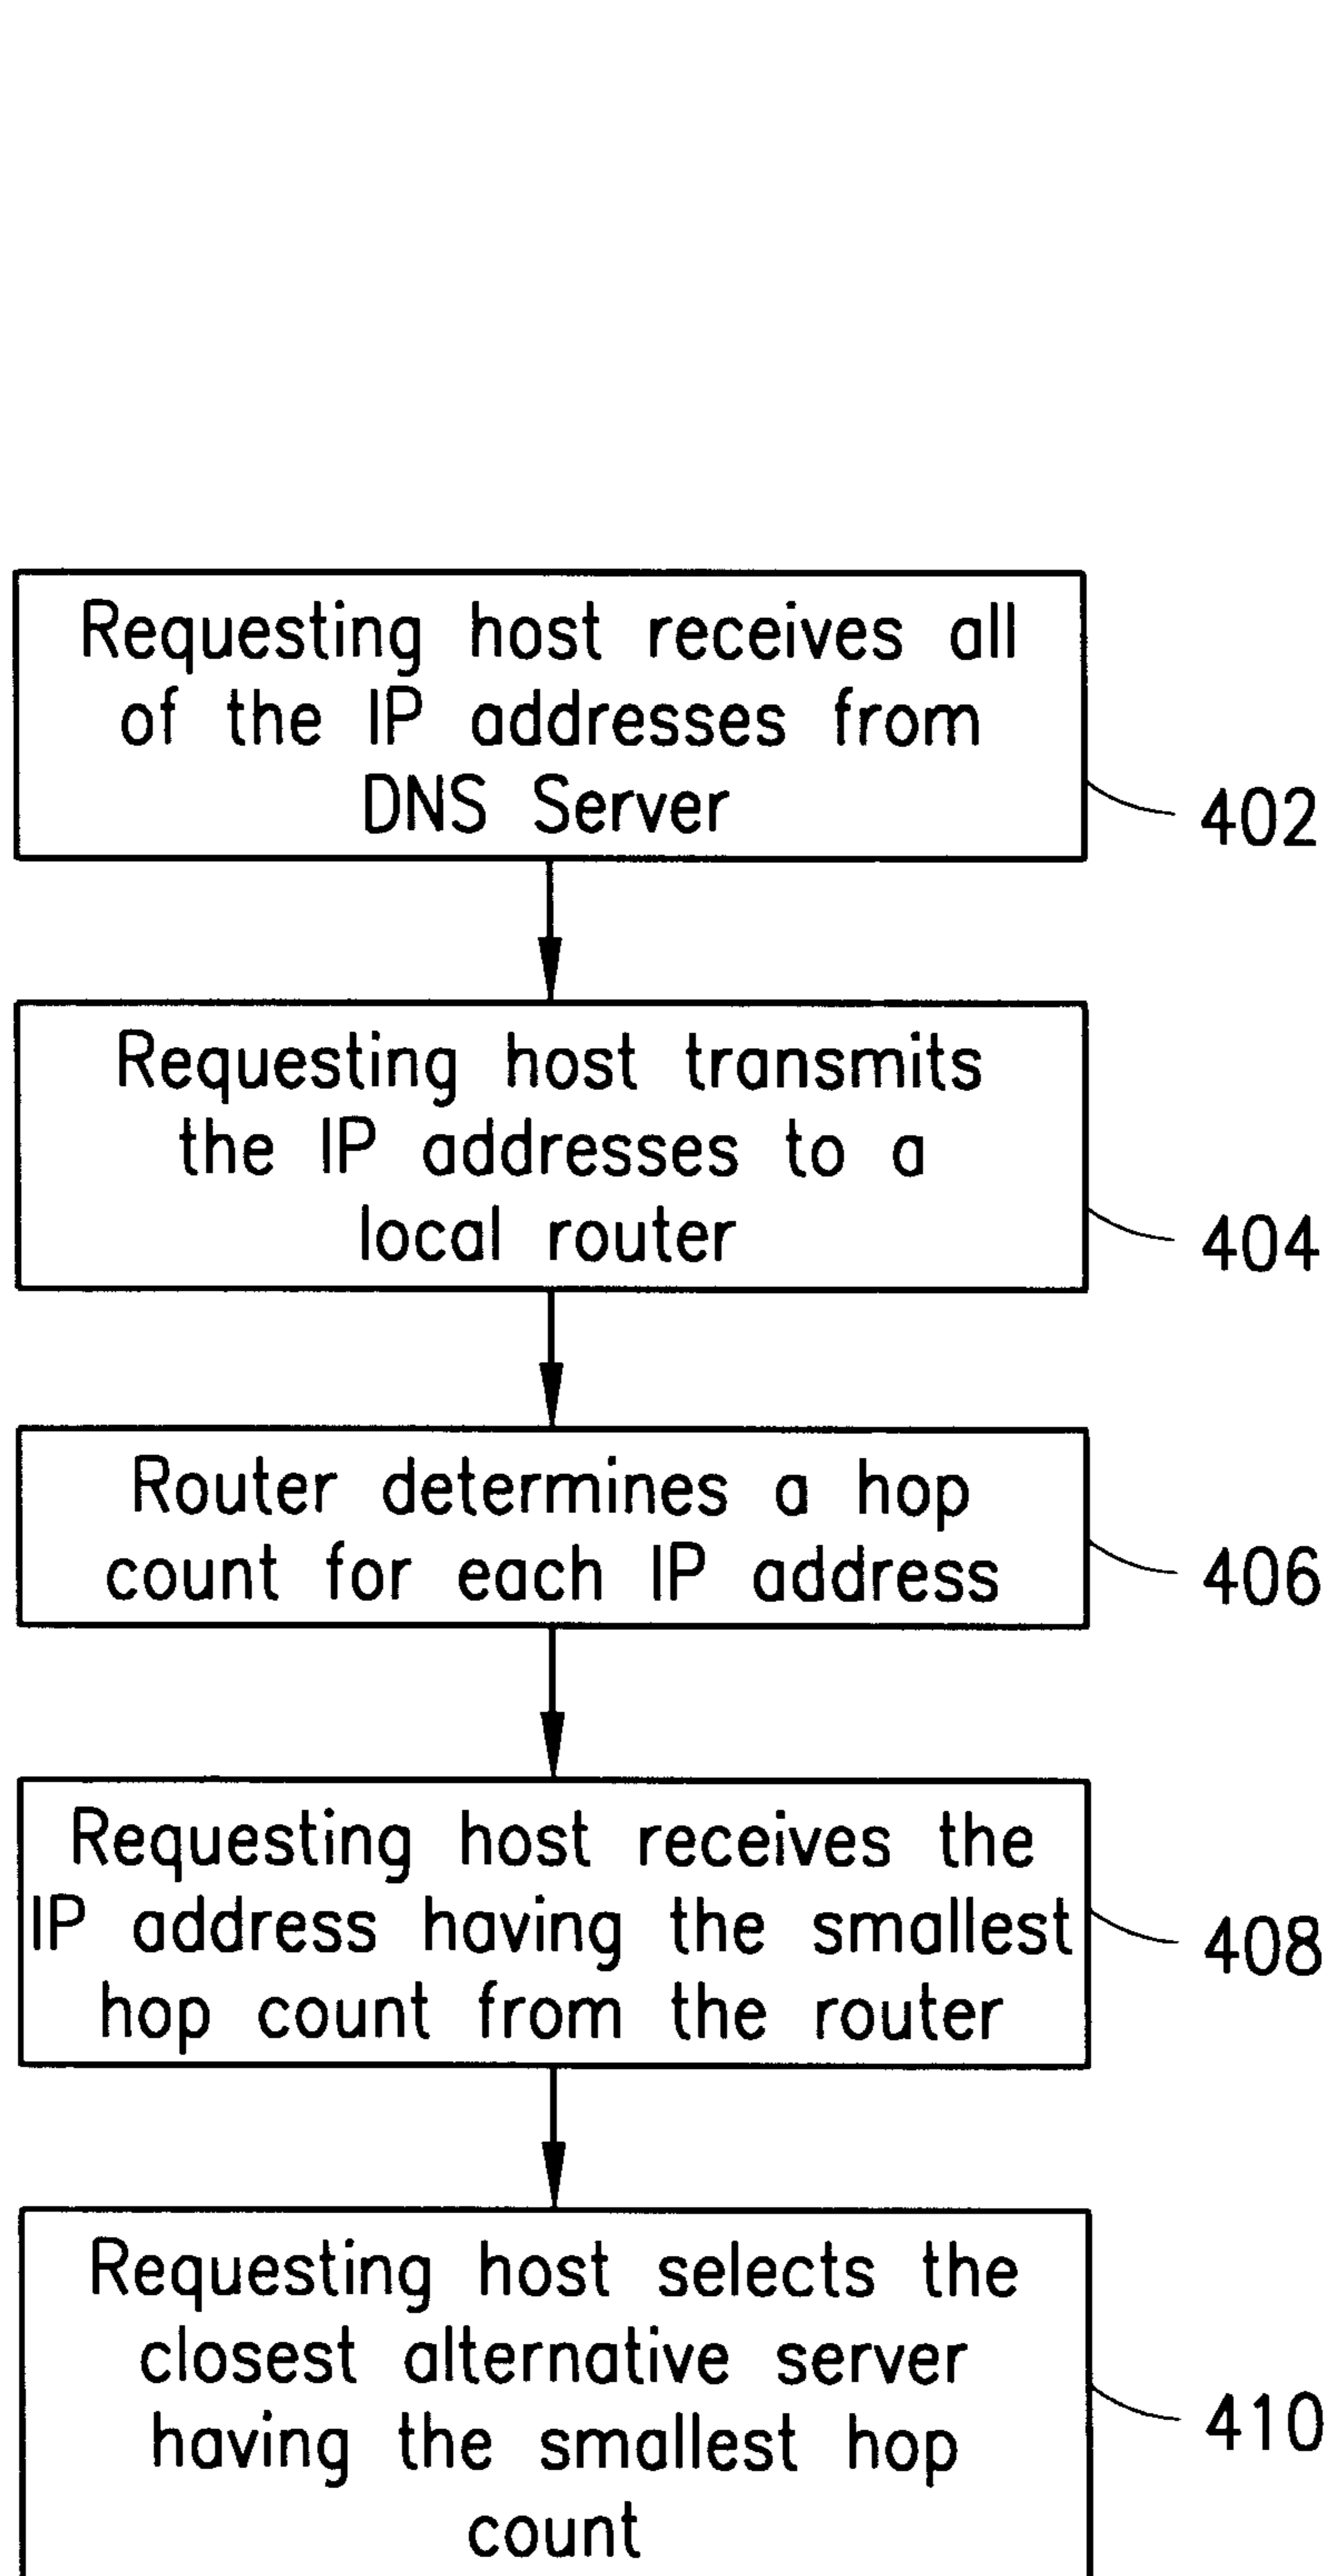 Requesting host receives all
of the IP addresses from
DNS Server
402
Requesting host transmits
the IP addresses to a
local router
404
Router determines a hop
count for each IP address
406
Requesting host receives the
IP address having the smallest
hop count from the router
408
Requesting host selects the
closest alternative server
having the smallest hop
count
410